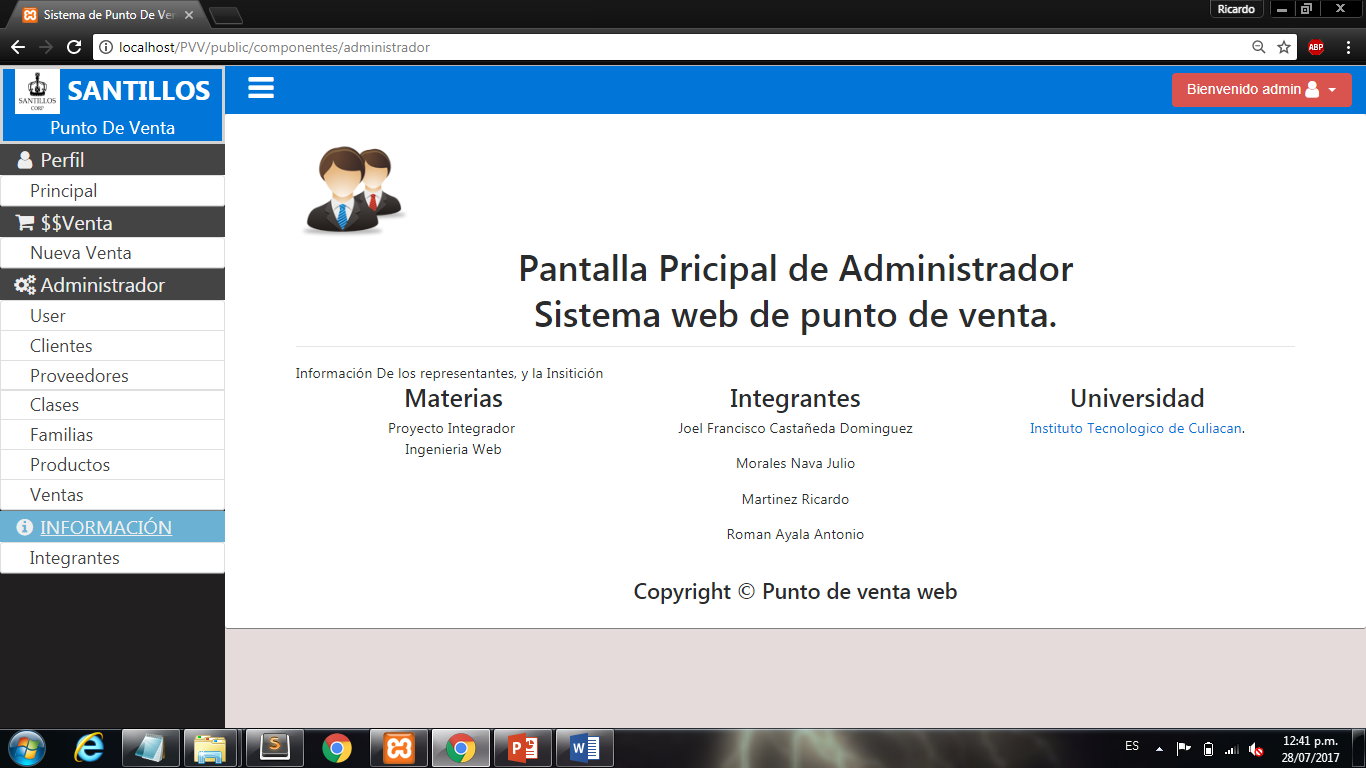 Sistema de Punto De Ver
Ricardo
localhost/PVV/public/componentes/administrador
ABP
SANTILLOS
CORP
SANTILLOS
Punto De Venta
Bienvenido admin
Perfil
Principal
$$Venta
Nueva Venta
Administrador
User
Clientes
Proveedores
Clases
Familias
Productos
Ventas
INFORMACIÓN
Integrantes
Pantalla Pricipal de Administrador
Sistema web de punto de venta.
Información De los representantes, y la Insitición
Materias
Proyecto Integrador
Ingenieria Web
Integrantes
Joel Francisco Castañeda Dominguez
Morales Nava Julio
Martinez Ricardo
Roman Ayala Antonio
Universidad
Instituto Tecnologico de Culiacan.
Copyright © Punto de venta web
ES
12:41 p.m.
28/07/2017